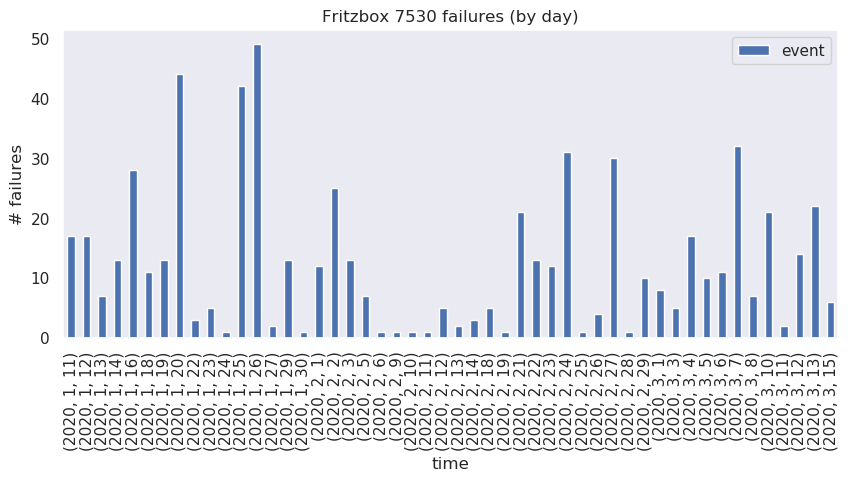 Fritzbox 7530 failures (by day)
event
# failures
50
40
30
20
10
0
(2020, 1, 11)
(2020, 1, 12)
(2020, 1, 13)
(2020, 1, 14)
(2020, 1, 16)
(2020, 1, 18)
(2020, 1, 19)
(2020, 1, 20)
(2020, 1, 22)
(2020, 1, 23)
(2020, 1, 24)
(2020, 1, 25)
(2020, 1, 26)
(2020, 1, 27)
(2020, 1, 29)
(2020, 1, 30)
(2020, 2, 1)
(2020, 2, 2)
(2020, 2, 3)
(2020, 2, 5)
(2020, 2, 6)
(2020, 2, 9)
(2020, 2, 10)
(2020, 2, 11)
(2020, 2, 12)
(2020, 2, 13)
(2020, 2, 14)
(2020, 2, 18)
(2020, 2, 19)
(2020, 2, 21)
(2020, 2, 22)
(2020, 2, 23)
(2020, 2, 24)
(2020, 2, 25)
(2020, 2, 26)
(2020, 2, 27)
(2020, 2, 28)
(2020, 2, 29)
(2020, 3, 1)
(2020, 3, 3)
(2020, 3, 4)
(2020, 3, 5)
(2020, 3, 6)
(2020, 3, 7)
(2020, 3, 8)
(2020, 3, 10)
(2020, 3, 11)
(2020, 3, 12)
(2020, 3, 13)
(2020, 3, 15)
time